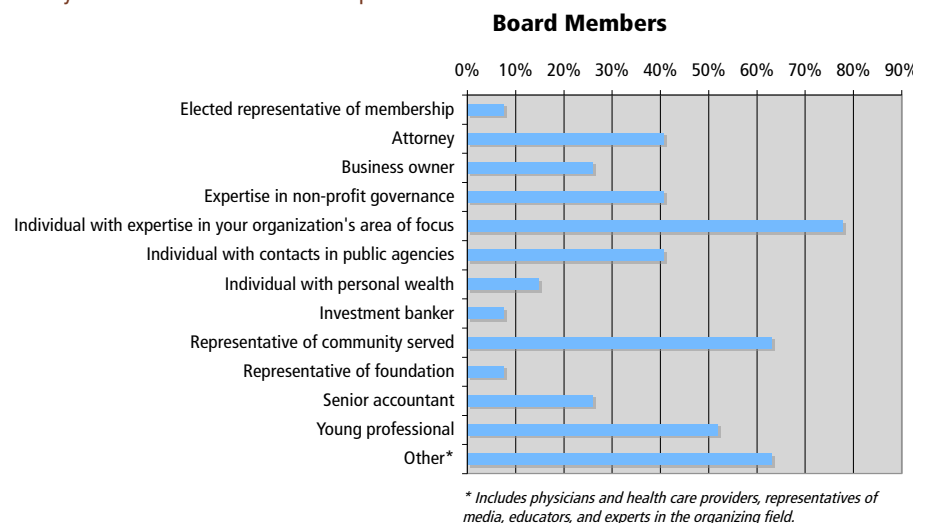 Board Members
0% 10% 20% 30% 40% 50% 60% 70% 80% 90%
Elected representative of membership
Attorney
Business owner
Expertise in non-profit governance
Individual with expertise in your organization's area of focus
Individual with contacts in public agencies
Individual with personal wealth
Investment banker
Representative of community served
Representative of foundation
Senior accountant
Young professional
Other*
* Includes physicians and health care providers, representatives of
media, educators, and experts in the organizing field.